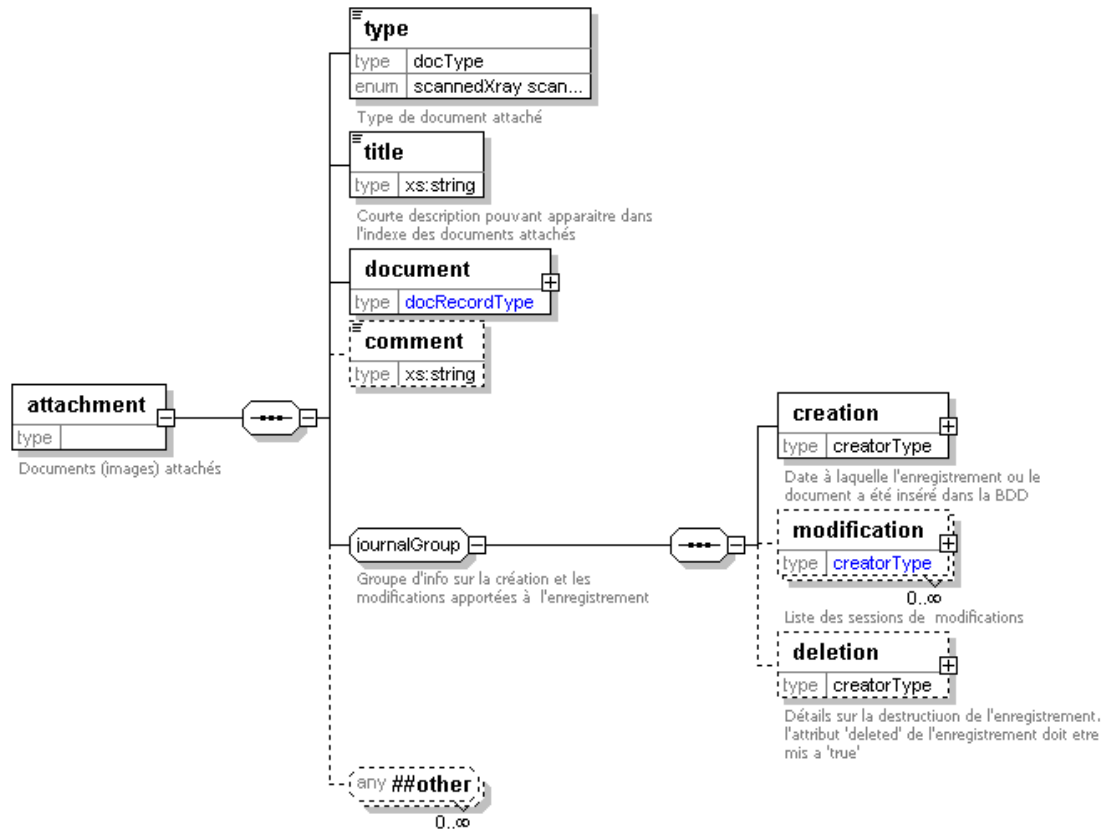 type
type docType
enum scannedXray scan...
Type de document attaché
title
type xs:string
Courte description pouvant apparaitre dans
l'indexe des documents attachés
document
type docRecordType
comment
type xs:string
attachment
type
Documents (images) attachés
journalGroup
Groupe d'info sur la création et les
modifications apportées à l'enregistrement
creation
type creatorType
Date à laquelle l'enregistrement ou le
document a été inséré dans la BDD
modification
type creatorType
0..∞
Liste des sessions de modifications
deletion
type creatorType
Détails sur la destructiuon de l'enregistrement.
l'attribut 'deleted' de l'enregistrement doit etre
mis a 'true'
any ##other
0..∞